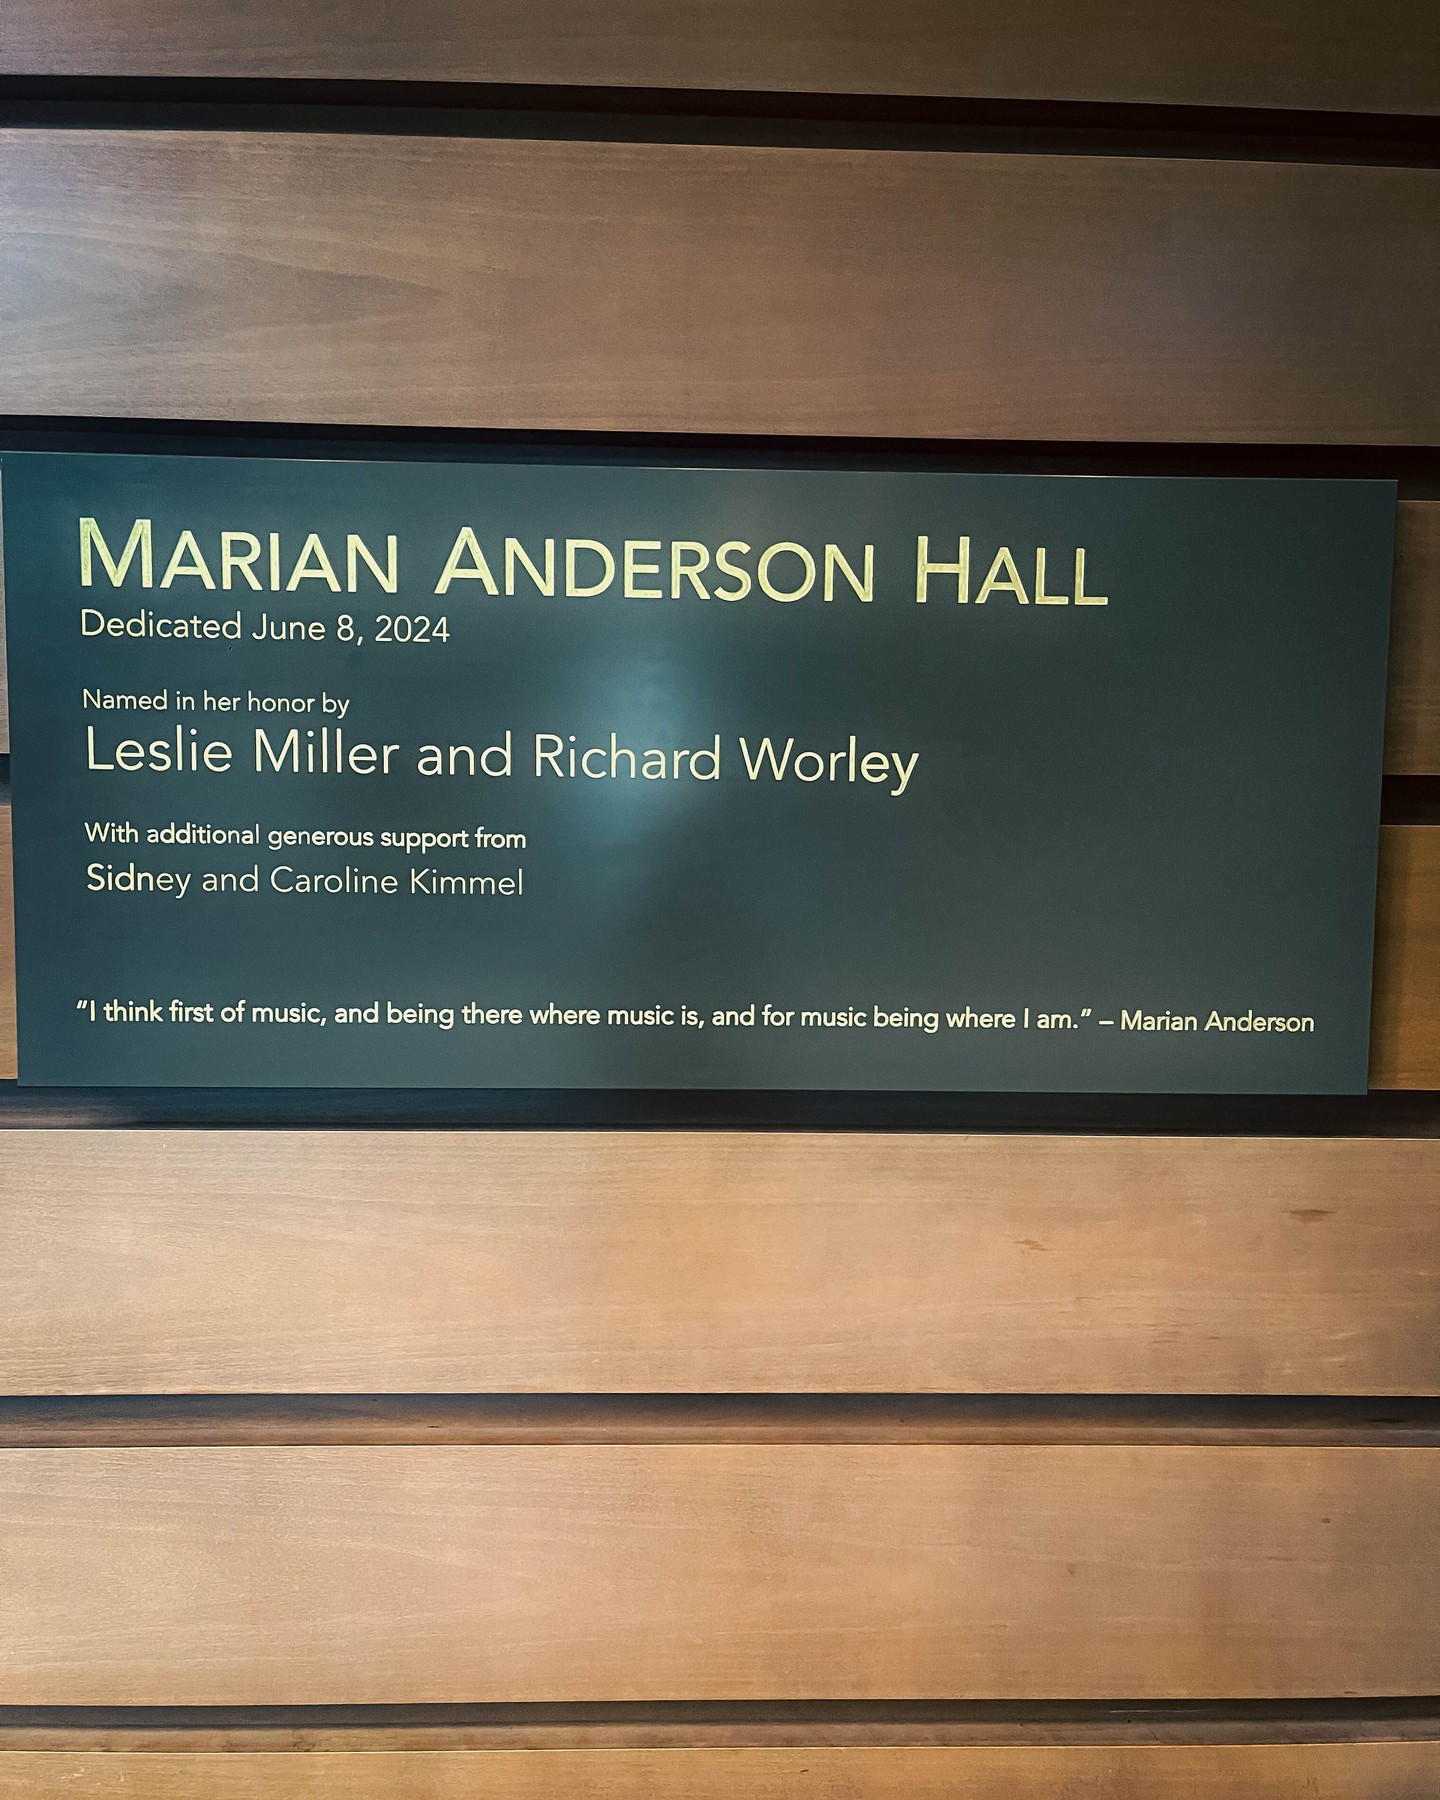 MARIAN ANDERSON HALL
Dedicated June 8, 2024
Named in her honor by
Leslie Miller and Richard Worley
With additional generous support from
Sidney and Caroline Kimmel
“I think first of music, and being there where music is, and for music being where I am.” – Marian Anderson